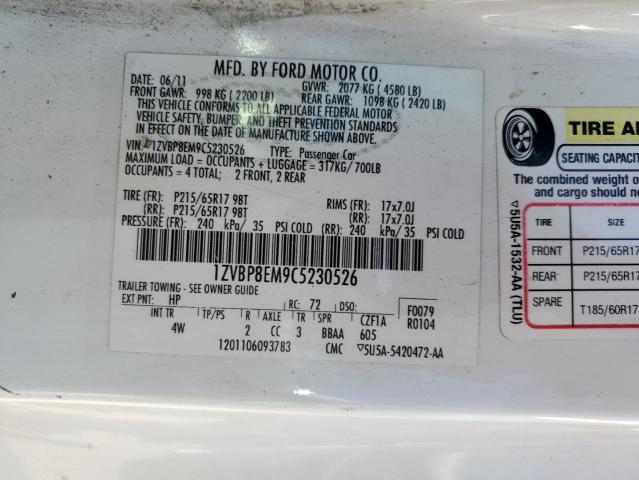 MFD. BY FORD MOTOR CO.
DATE: 06/11 GVWR: 2077 KG ( 4580 LB)
FRONT GAWR: 998 KG ( 2200 LB) REAR GAWR: 1098 KG ( 2420 LB)
THIS VEHICLE CONFORMS TO ALL APPLICABLE FEDERAL MOTOR
VEHICLE SAFETY, BUMPER AND THEFT PREVENTION STANDARDS
IN EFFECT ON THE DATE OF MANUFACTURE SHOWN ABOVE.
VIN: 1ZVBP8EM9C5230526 TYPE: Passenger Car
MAXIMUM LOAD = OCCUPANTS + LUGGAGE = 317KG/700LB
OCCUPANTS = 4 TOTAL; 2 FRONT, 2 REAR
TIRE (FR): P215/65R17 98T RIMS (FR): 17x7.0J
(RR): P215/65R17 98T (RR): 17x7.0J
PRESSURE (FR): 240 kPa/ 35 PSI COLD (RR): 240 kPa/ 35 PSI COLD
1ZVBP8EM9C5230526
TRAILER TOWING - SEE OWNER GUIDE
EXT PNT: HP RC: 72 DSO: F0079
INT TR TP/PS R AXLE TR SPR CZF1A R0104
4W 2 CC 3 BBAA 605
1201106093783 CMC ▽5U5A-5420472-AA
TIRE A
SEATING CAPACIT
The combined weight o
and cargo should ne
▽5U5A-1532-AA (TLU)
TIRE SIZE
FRONT P215/65R17
REAR P215/65R17
SPARE T185/60R17